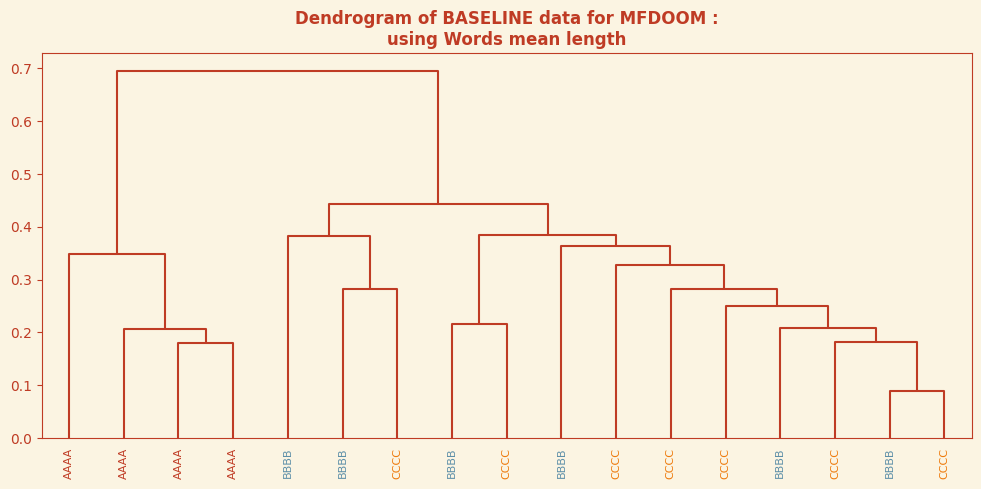 Dendrogram of BASELINE data for MFDOOM :
using Words mean length
0.7
0.6
0.5
0.4
0.3
0.2
0.1
0.0
AAAA
AAAA
AAAA
AAAA
BBBB
BBBB
CCCC
BBBB
CCCC
BBBB
CCCC
CCCC
CCCC
BBBB
CCCC
BBBB
CCCC